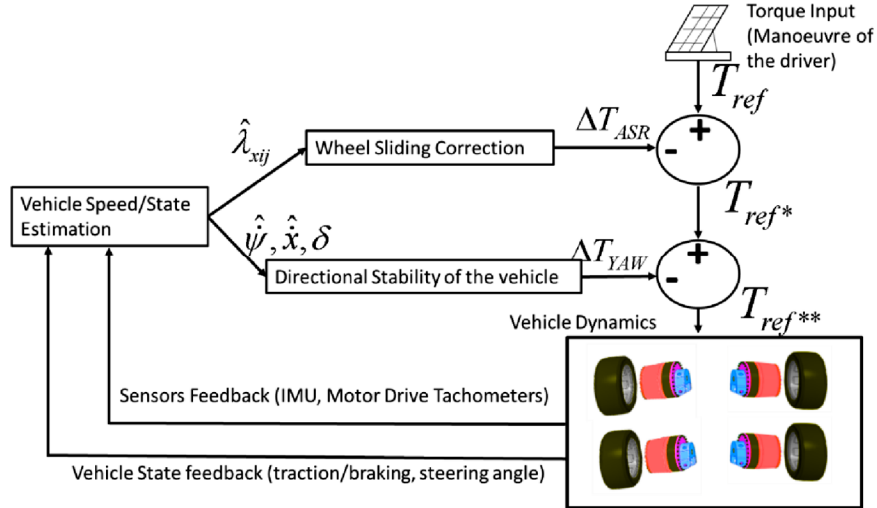 Torque Input
(Manoeuvre of
the driver)
T_ref
+
-
ΔT_ASR
λ̂_xij
Wheel Sliding Correction
T_ref*
Vehicle Speed/State
Estimation
ψ̇̂, ẋ̂, δ
Directional Stability of the vehicle
ΔT_YAW
+
-
T_ref**
Vehicle Dynamics
Sensors Feedback (IMU, Motor Drive Tachometers)
Vehicle State feedback (traction/braking, steering angle)